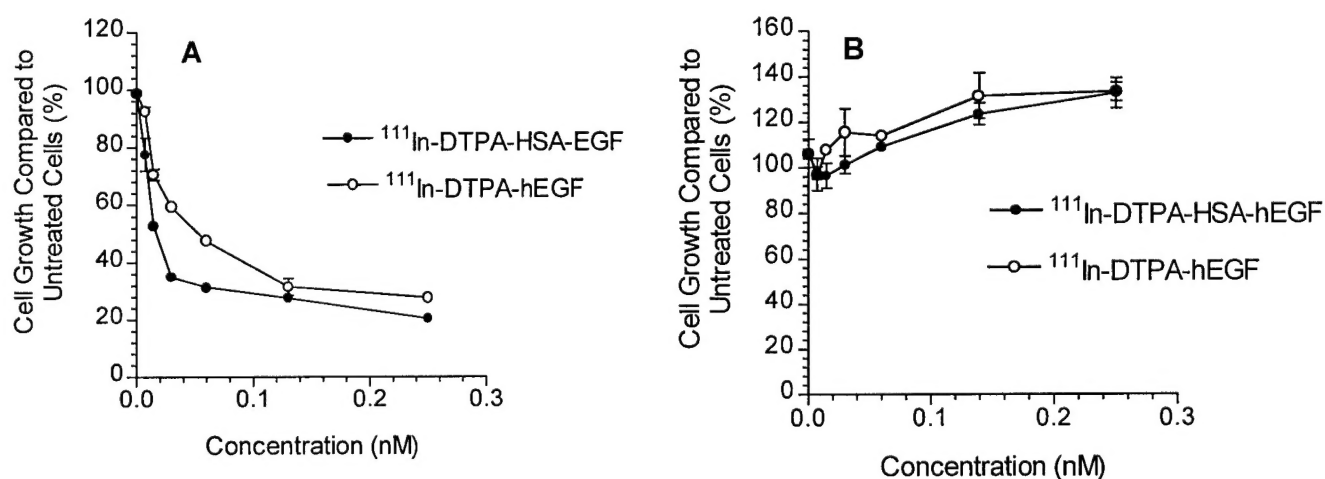 A
Cell Growth Compared to
Untreated Cells (%)
120
100
80
60
40
20
0
0.0
0.1
0.2
0.3
Concentration (nM)
¹¹¹In-DTPA-HSA-EGF
¹¹¹In-DTPA-hEGF
B
Cell Growth Compared to
Untreated Cells (%)
160
140
120
100
80
60
40
120
0
0.0
0.1
0.2
0.3
Concentration (nM)
¹¹¹In-DTPA-HSA-hEGF
¹¹¹In-DTPA-hEGF